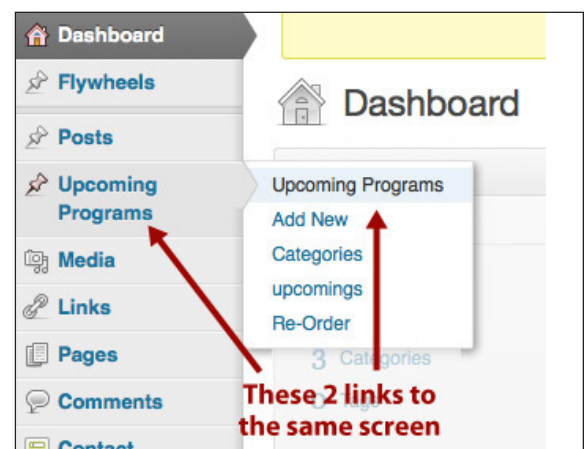 Dashboard
Flywheels
Posts
Upcoming
Programs
Media
Links
Pages
Comments
Contact
Dashboard
Upcoming Programs
Add New
Categories
upcomings
Re-Order
3 Categories
Tags
These 2 links to
the same screen